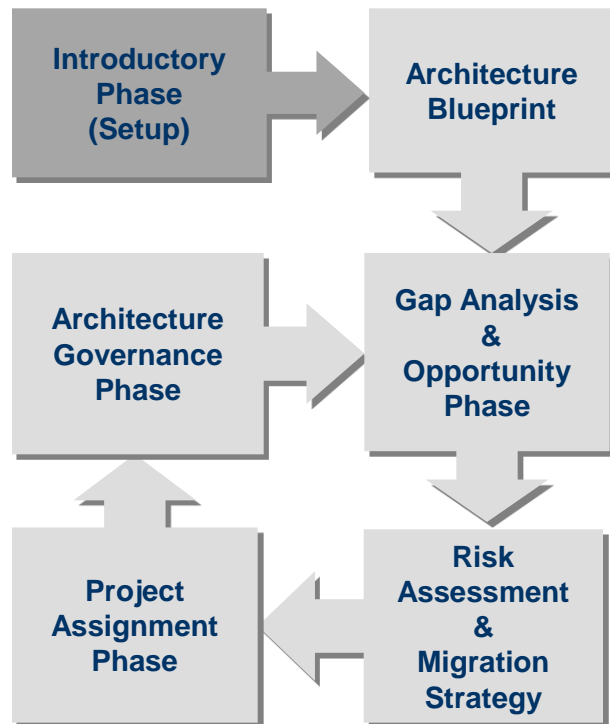 Introductory
Phase
(Setup)
Architecture
Blueprint
Architecture
Governance
Phase
Gap Analysis
&
Opportunity
Phase
Project
Assignment
Phase
Risk
Assessment
&
Migration
Strategy